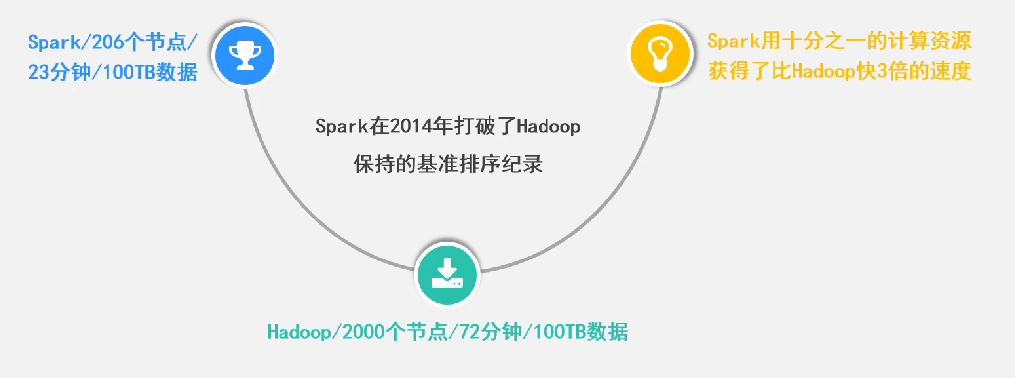 Spark/206个节点/
23分钟/100TB数据
Spark用十分之一的计算资源
获得了比Hadoop快3倍的速度
Spark在2014年打破了Hadoop
保持的基准排序纪录
Hadoop/2000个节点/72分钟/100TB数据